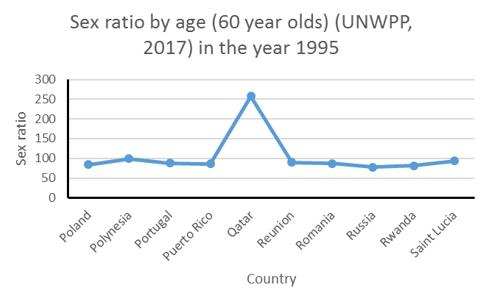 Sex ratio by age (60 year olds) (UNWPP,
2017) in the year 1995
300
250
200
150
100
50
0
Sex ratio
Poland
Polynesia
Portugal
Puerto Rico
Qatar
Reunion
Romania
Russia
Rwanda
Saint Lucia
Country